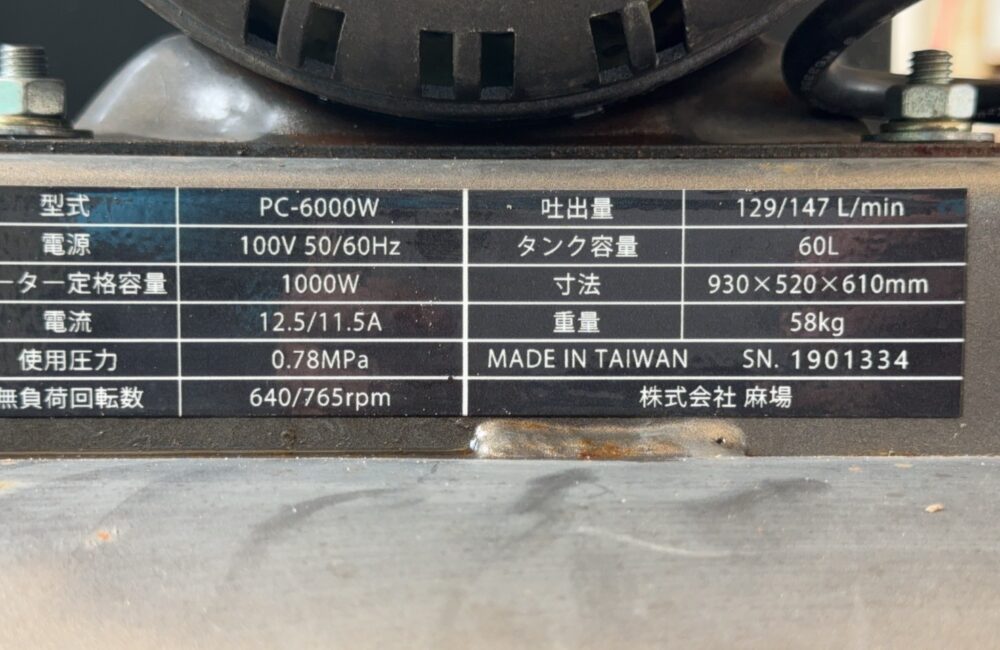 型式 PC-6000W 吐出量 129/147 L/min
電源 100V 50/60Hz タンク容量 60L
ーター定格容量 1000W 寸法 930×520×610mm
電流 12.5/11.5A 重量 58kg
使用圧力 0.78MPa MADE IN TAIWAN SN. 1901334
無負荷回転数 640/765rpm 株式会社 麻場